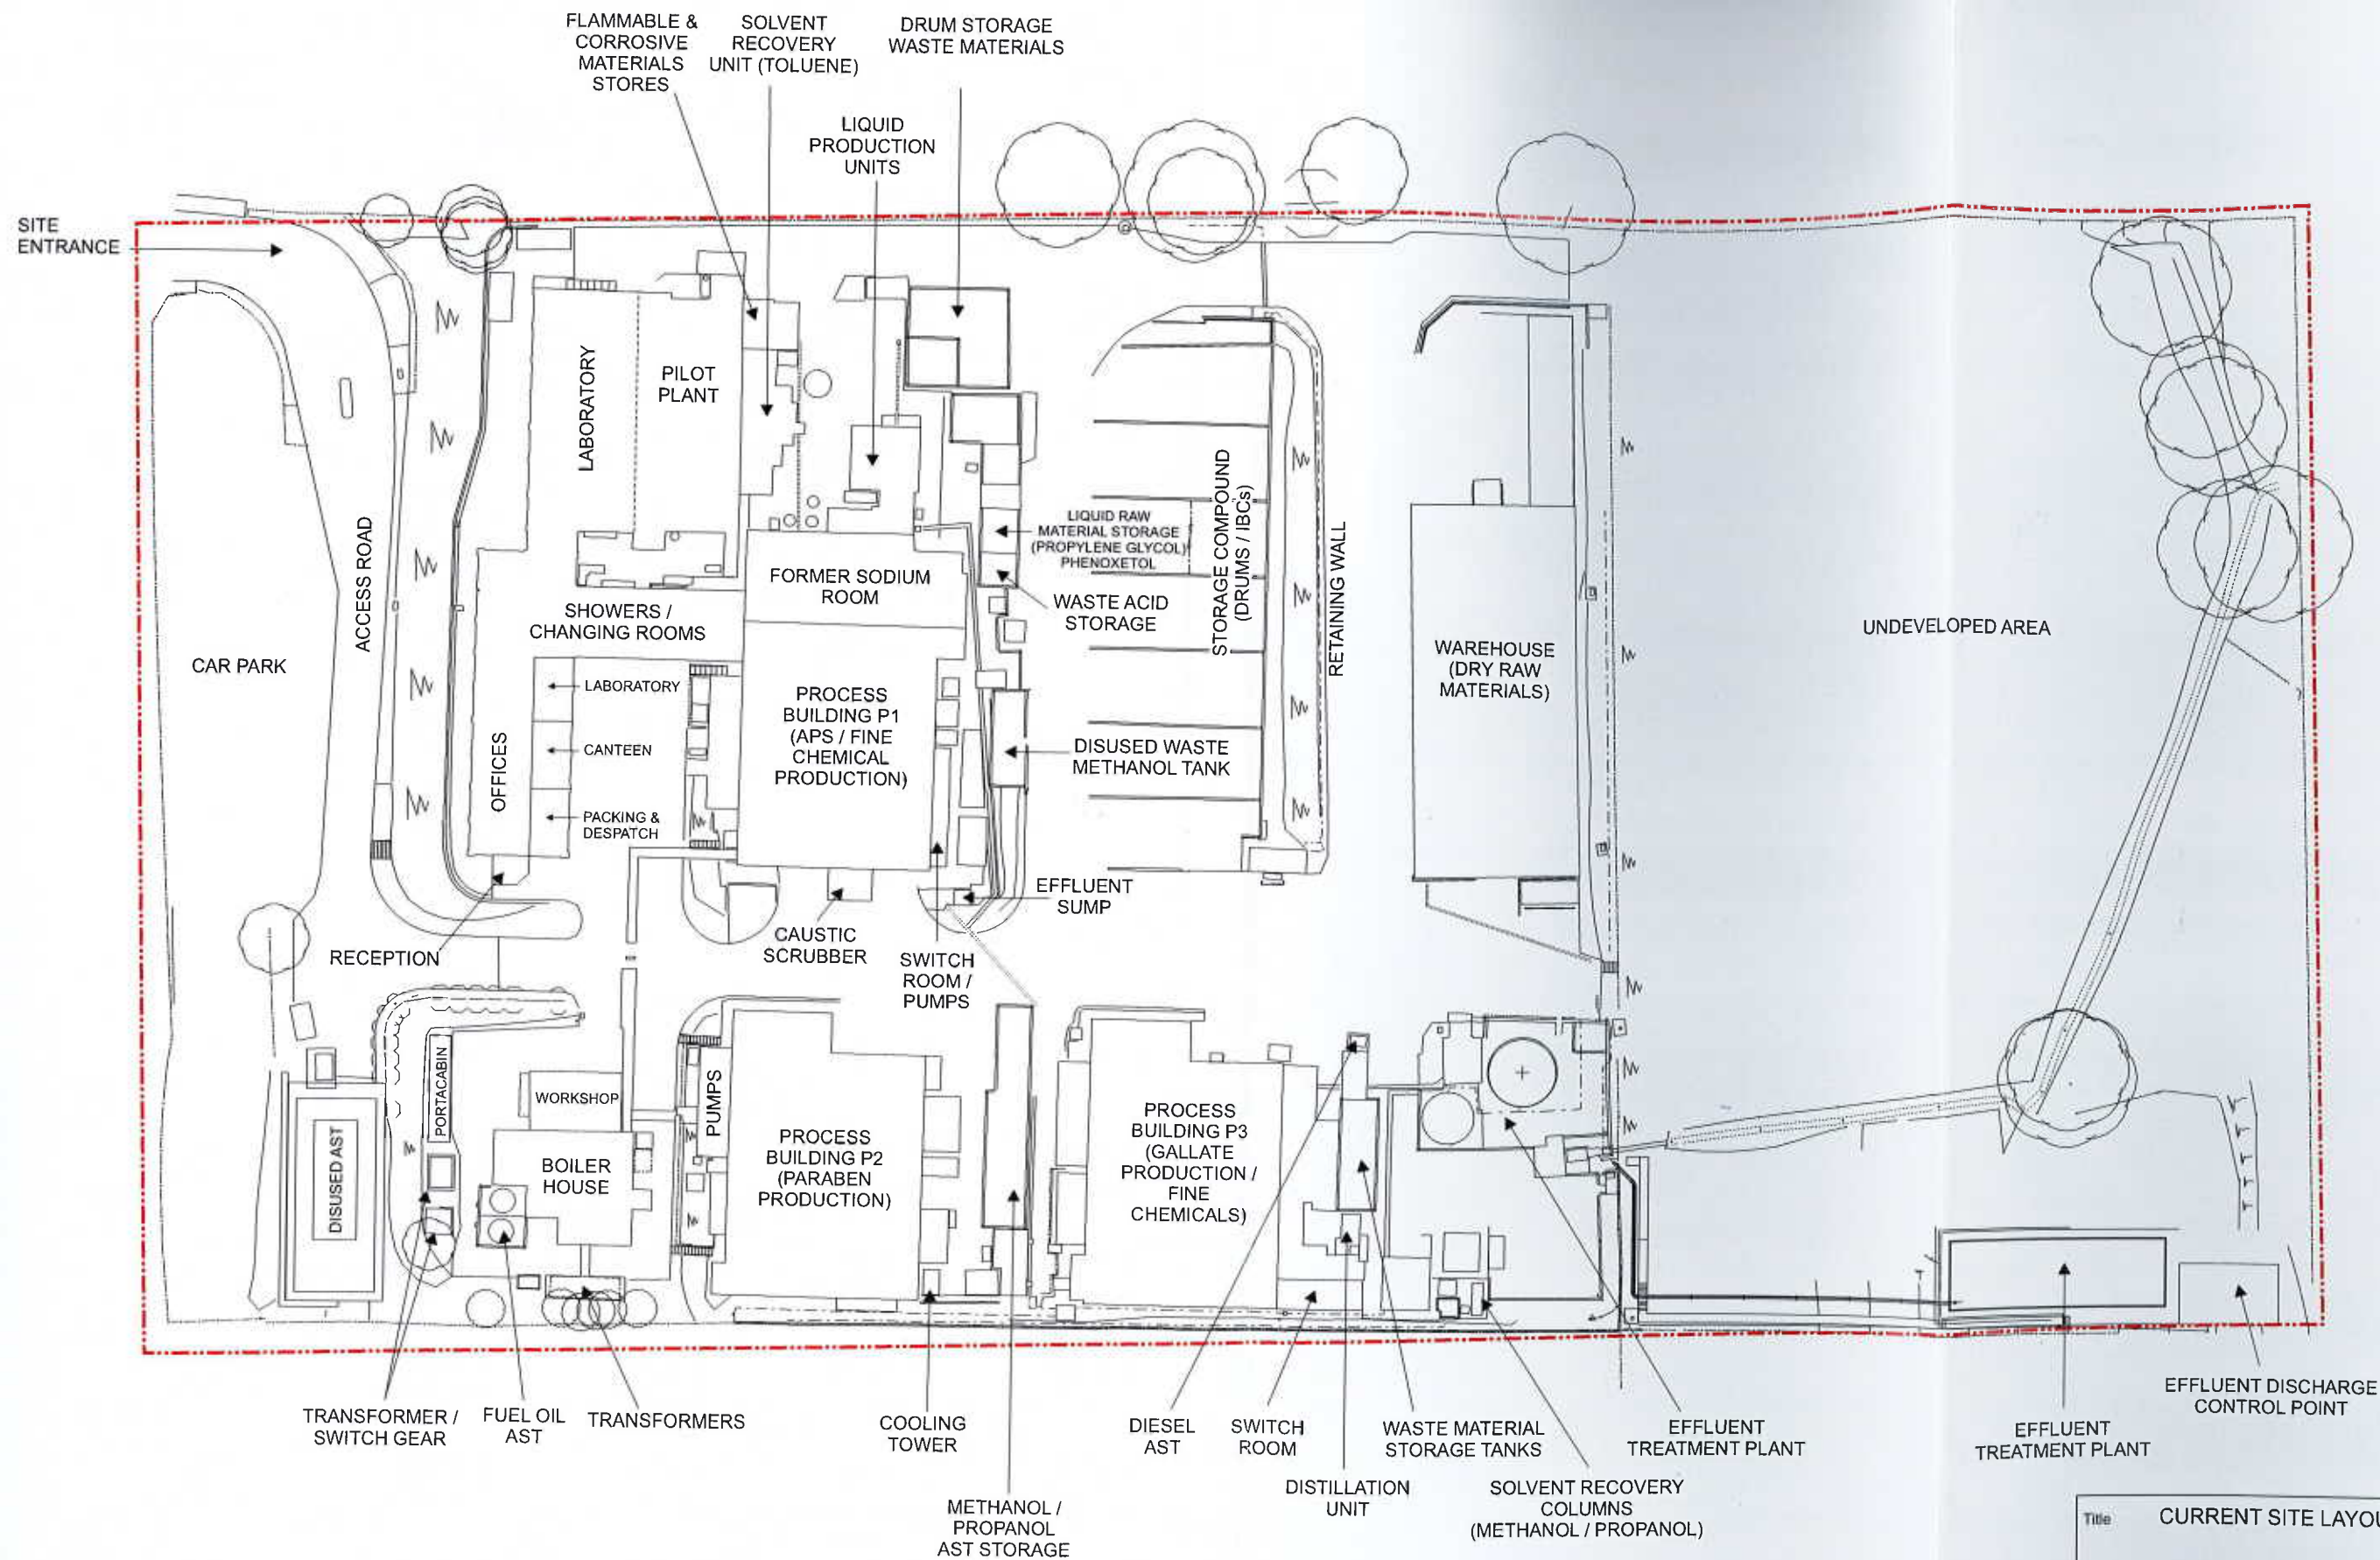 FLAMMABLE &
CORROSIVE
MATERIALS
STORES
SOLVENT
RECOVERY
UNIT (TOLUENE)
DRUM STORAGE
WASTE MATERIALS
LIQUID
PRODUCTION
UNITS
SITE
ENTRANCE
LABORATORY
PILOT
PLANT
ACCESS ROAD
CAR PARK
LIQUID RAW
MATERIAL STORAGE
(PROPYLENE GLYCOL)
PHENOXETOL
STORAGE COMPOUND
(DRUMS / IBCs)
RETAINING WALL
FORMER SODIUM
ROOM
SHOWERS /
CHANGING ROOMS
WASTE ACID
STORAGE
UNDEVELOPED AREA
WAREHOUSE
(DRY RAW
MATERIALS)
LABORATORY
CANTEEN
PACKING &
DESPATCH
OFFICES
PROCESS
BUILDING P1
(APS / FINE
CHEMICAL
PRODUCTION)
DISUSED WASTE
METHANOL TANK
EFFLUENT
SUMP
RECEPTION
CAUSTIC
SCRUBBER
SWITCH
ROOM /
PUMPS
PORTACABIN
WORKSHOP
PUMPS
DISUSED AST
BOILER
HOUSE
PROCESS
BUILDING P2
(PARABEN
PRODUCTION)
PROCESS
BUILDING P3
(GALLATE
PRODUCTION /
FINE
CHEMICALS)
TRANSFORMER /
SWITCH GEAR
FUEL OIL
AST
TRANSFORMERS
COOLING
TOWER
METHANOL /
PROPANOL
AST STORAGE
DIESEL
AST
SWITCH
ROOM
DISTILLATION
UNIT
WASTE MATERIAL
STORAGE TANKS
SOLVENT RECOVERY
COLUMNS
(METHANOL / PROPANOL)
EFFLUENT
TREATMENT PLANT
EFFLUENT
TREATMENT PLANT
EFFLUENT DISCHARGE
CONTROL POINT
Title CURRENT SITE LAYOU